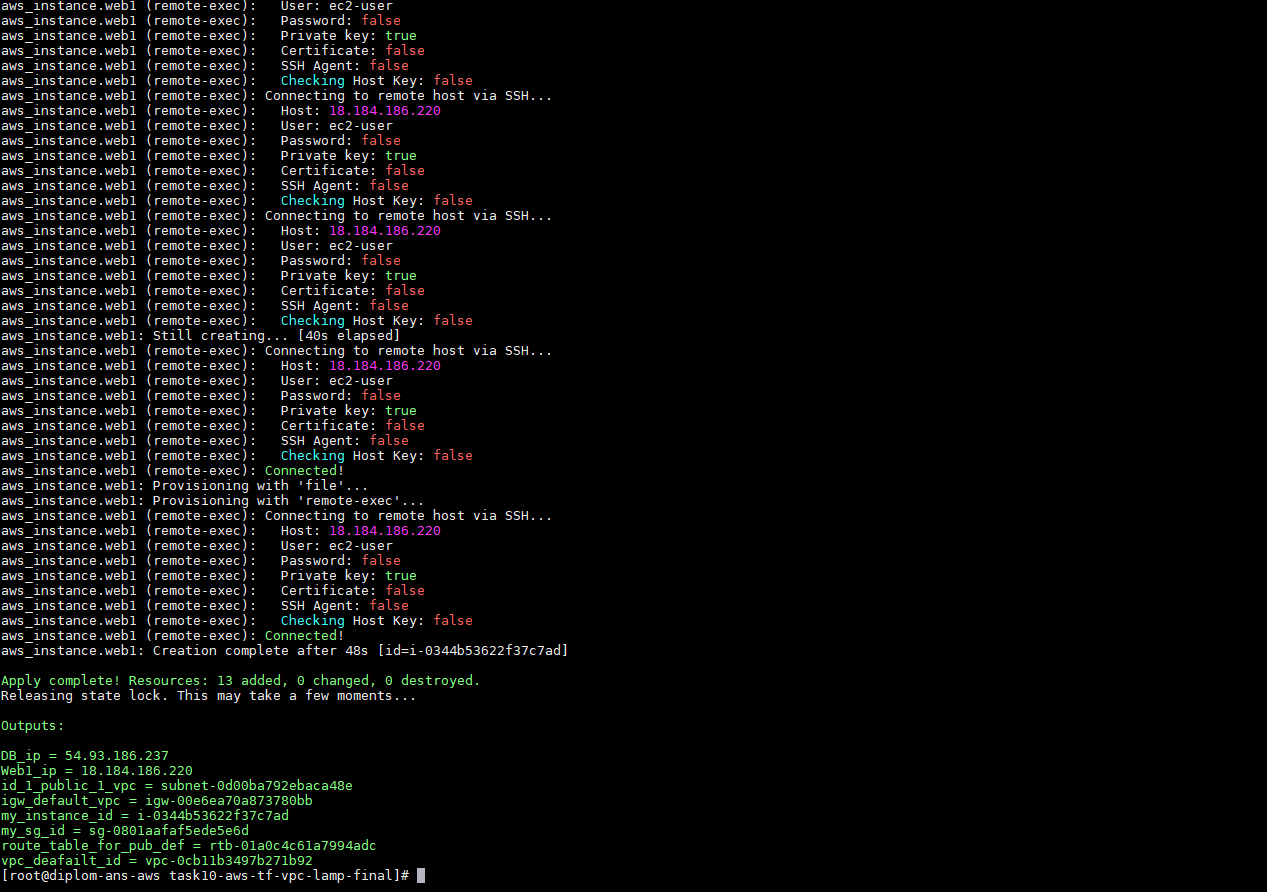 aws_instance.web1 (remote-exec):   User: ec2-user
aws_instance.web1 (remote-exec):   Password: false
aws_instance.web1 (remote-exec):   Private key: true
aws_instance.web1 (remote-exec):   Certificate: false
aws_instance.web1 (remote-exec):   SSH Agent: false
aws_instance.web1 (remote-exec):   Checking Host Key: false
aws_instance.web1 (remote-exec): Connecting to remote host via SSH...
aws_instance.web1 (remote-exec):   Host: 18.184.186.220
aws_instance.web1 (remote-exec):   User: ec2-user
aws_instance.web1 (remote-exec):   Password: false
aws_instance.web1 (remote-exec):   Private key: true
aws_instance.web1 (remote-exec):   Certificate: false
aws_instance.web1 (remote-exec):   SSH Agent: false
aws_instance.web1 (remote-exec):   Checking Host Key: false
aws_instance.web1 (remote-exec): Connecting to remote host via SSH...
aws_instance.web1 (remote-exec):   Host: 18.184.186.220
aws_instance.web1 (remote-exec):   User: ec2-user
aws_instance.web1 (remote-exec):   Password: false
aws_instance.web1 (remote-exec):   Private key: true
aws_instance.web1 (remote-exec):   Certificate: false
aws_instance.web1 (remote-exec):   SSH Agent: false
aws_instance.web1 (remote-exec):   Checking Host Key: false
aws_instance.web1: Still creating... [40s elapsed]
aws_instance.web1 (remote-exec): Connecting to remote host via SSH...
aws_instance.web1 (remote-exec):   Host: 18.184.186.220
aws_instance.web1 (remote-exec):   User: ec2-user
aws_instance.web1 (remote-exec):   Password: false
aws_instance.web1 (remote-exec):   Private key: true
aws_instance.web1 (remote-exec):   Certificate: false
aws_instance.web1 (remote-exec):   SSH Agent: false
aws_instance.web1 (remote-exec):   Checking Host Key: false
aws_instance.web1 (remote-exec): Connected!
aws_instance.web1: Provisioning with 'file'...
aws_instance.web1: Provisioning with 'remote-exec'...
aws_instance.web1 (remote-exec): Connecting to remote host via SSH...
aws_instance.web1 (remote-exec):   Host: 18.184.186.220
aws_instance.web1 (remote-exec):   User: ec2-user
aws_instance.web1 (remote-exec):   Password: false
aws_instance.web1 (remote-exec):   Private key: true
aws_instance.web1 (remote-exec):   Certificate: false
aws_instance.web1 (remote-exec):   SSH Agent: false
aws_instance.web1 (remote-exec):   Checking Host Key: false
aws_instance.web1 (remote-exec): Connected!
aws_instance.web1: Creation complete after 48s [id=i-0344b53622f37c7ad]
Apply complete! Resources: 13 added, 0 changed, 0 destroyed.
Releasing state lock. This may take a few moments...
Outputs:
DB_ip = 54.93.186.237
Web1_ip = 18.184.186.220
id_1_public_1_vpc = subnet-0d00ba792ebaca48e
igw_default_vpc = igw-00e6ea70a873780bb
my_instance_id = i-0344b53622f37c7ad
my_sg_id = sg-0801aafaf5ede5e6d
route_table_for_pub_def = rtb-01a0c4c61a7994adc
vpc_deafailt_id = vpc-0cb11b3497b271b92
[root@diplom-ans-aws task10-aws-tf-vpc-lamp-final]#